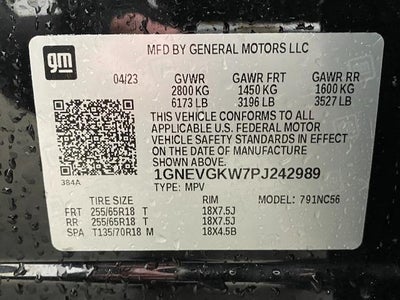 gm
MFD BY GENERAL MOTORS LLC
04/23 GVWR GAWR FRT GAWR RR
2800 KG 1450 KG 1600 KG
6173 LB 3196 LB 3527 LB
THIS VEHICLE CONFORMS TO ALL
APPLICABLE U.S. FEDERAL MOTOR
VEHICLE SAFETY STANDARDS IN EFFECT
ON THE DATE OF MANUFACTURE
SHOWN ABOVE.
1GNEVGKW7PJ242989
TYPE: MPV
384A
TIRE SIZE RIM 791NC56
FRT 255/65R18 T 18X7.5J
RR 255/65R18 T 18X7.5J
SPA T135/70R18 M 18X4.5B